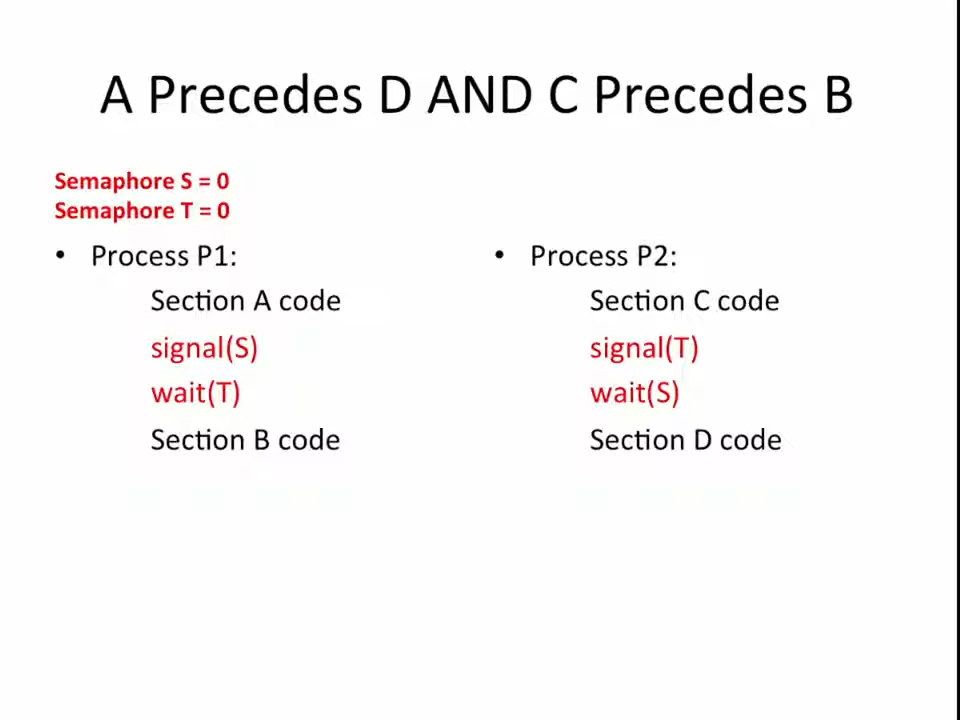 A Precedes D AND C Precedes B
Semaphore S = 0
Semaphore T = 0
• Process P1:
Section A code
signal(S)
wait(T)
Section B code
• Process P2:
Section C code
signal(T)
wait(S)
Section D code